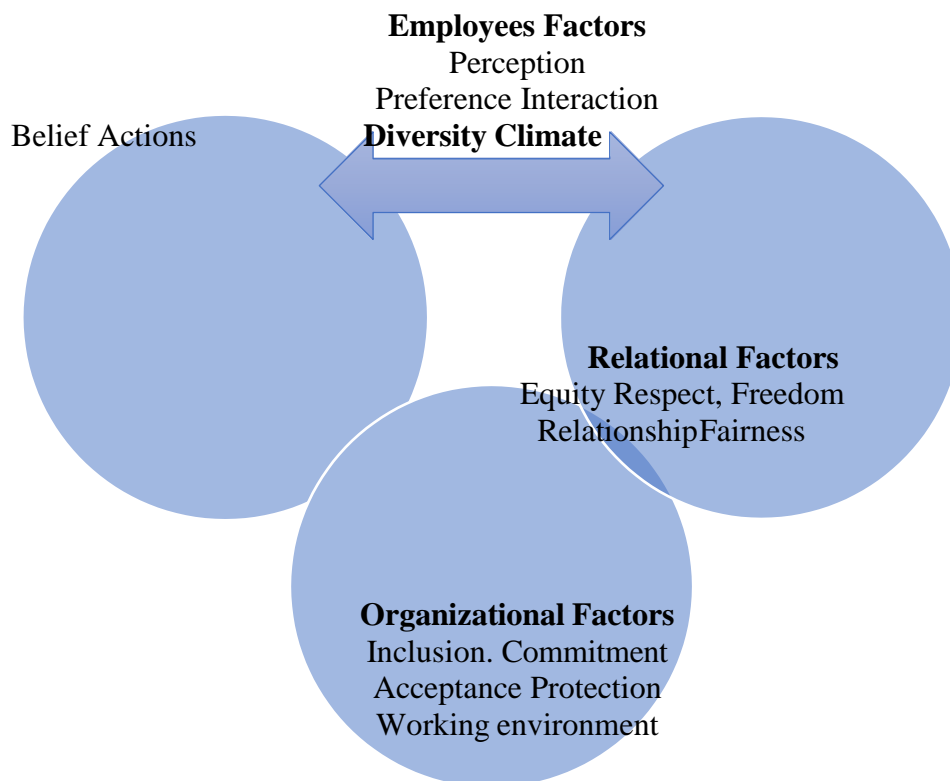 Employees Factors
Perception
Preference Interaction
Belief Actions
Diversity Climate
Relational Factors
Equity Respect, Freedom
RelationshipFairness
Organizational Factors
Inclusion. Commitment
Acceptance Protection
Working environment